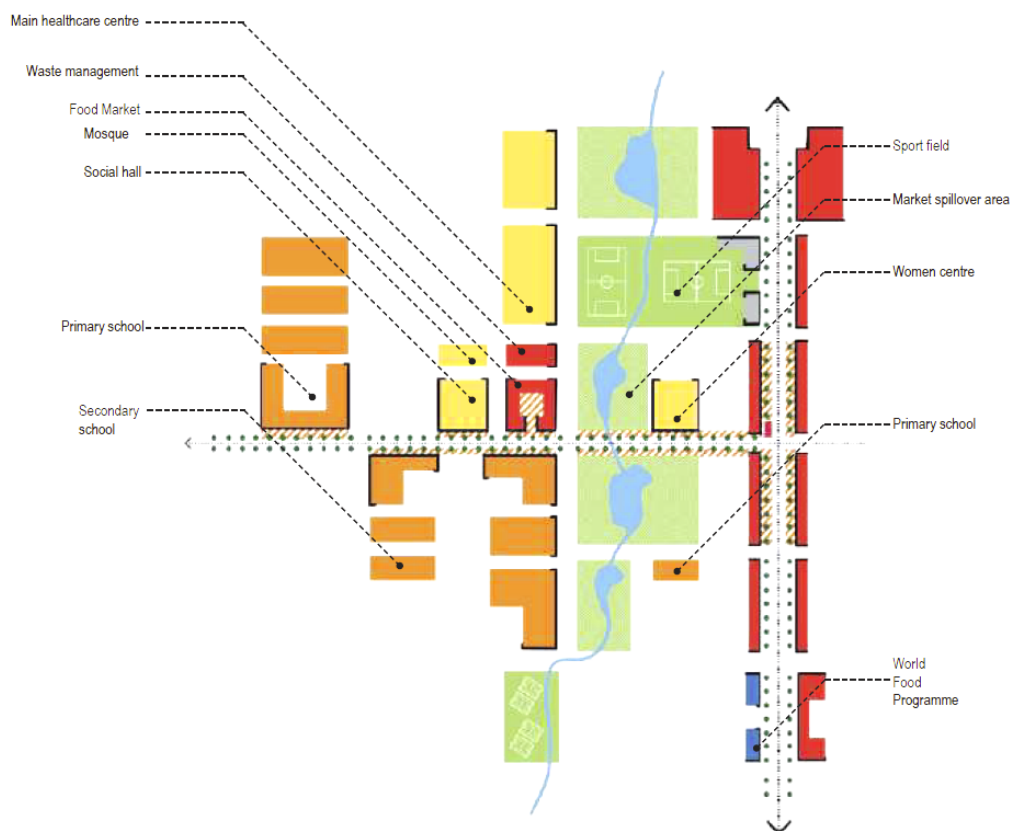 Main healthcare centre
Waste management
Food Market
Mosque
Social hall
Primary school
Secondary
school
Sport field
Market spillover area
Women centre
Primary school
World
Food
Programme